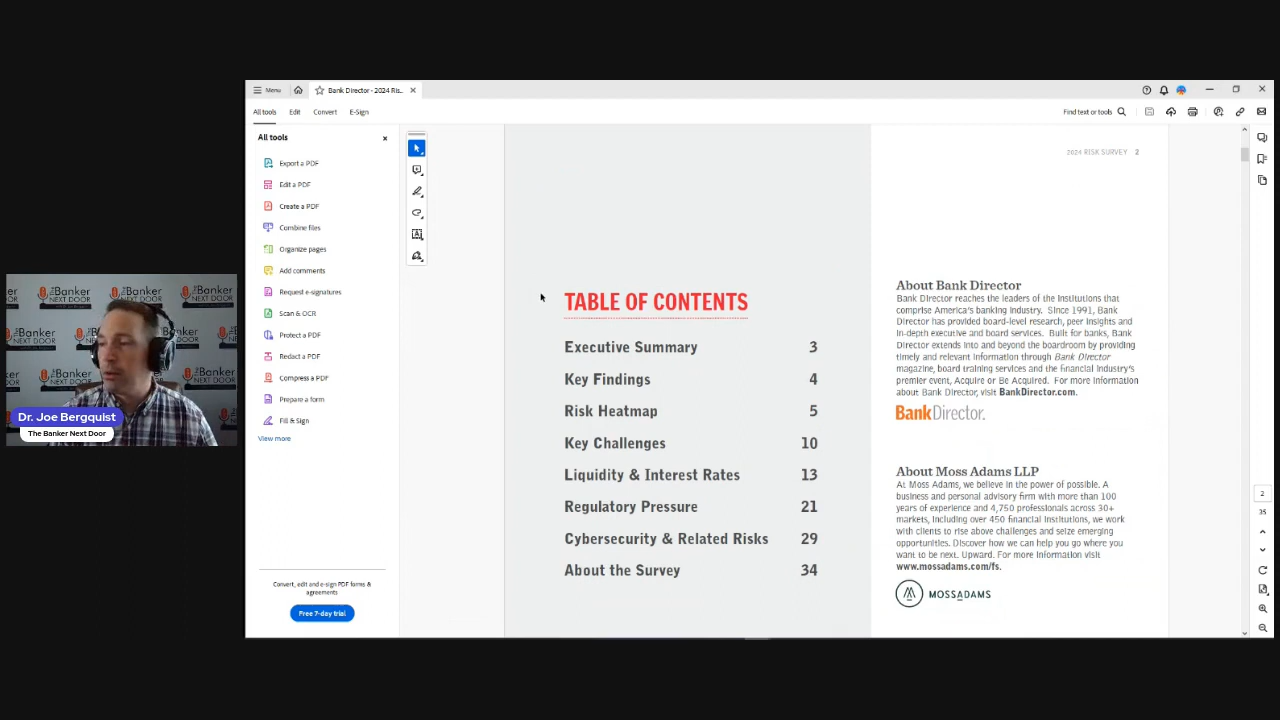 Menu
Bank Director - 2024 Ris...
All tools
Edit
Convert
E-Sign
Find text or tools
All tools
Export a PDF
Edit a PDF
Create a PDF
Combine files
Organize pages
Add comments
Request e-signatures
Scan & OCR
Protect a PDF
Redact a PDF
Compress a PDF
Prepare a form
Fill & Sign
View more
Convert, edit and e-sign PDF forms &
agreements
Free 7-day trial
TABLE OF CONTENTS
Executive Summary 3
Key Findings 4
Risk Heatmap 5
Key Challenges 10
Liquidity & Interest Rates 13
Regulatory Pressure 21
Cybersecurity & Related Risks 29
About the Survey 34
2024 RISK SURVEY 2
About Bank Director
Bank Director reaches the leaders of the institutions that
comprise America's banking industry. Since 1991, Bank
Director has provided board-level research, peer insights and
in-depth executive and board services. Built for banks, Bank
Director extends into and beyond the boardroom by providing
timely and relevant information through Bank Director
magazine, board training services and the financial industry's
premier event, Acquire or Be Acquired. For more information
about Bank Director, visit BankDirector.com.
BankDirector.
About Moss Adams LLP
At Moss Adams, we believe in the power of possible. A
business and personal advisory firm with more than 100
years of experience and 4,750 professionals across 30+
markets, including over 450 financial institutions, we work
with clients to rise above challenges and seize emerging
opportunities. Discover how we can help you go where you
want to be next. Upward. For more information visit
www.mossadams.com/fs.
MOSSADAMS
2
35
The Banker
NEXT DOOR
Dr. Joe Bergquist
The Banker Next Door